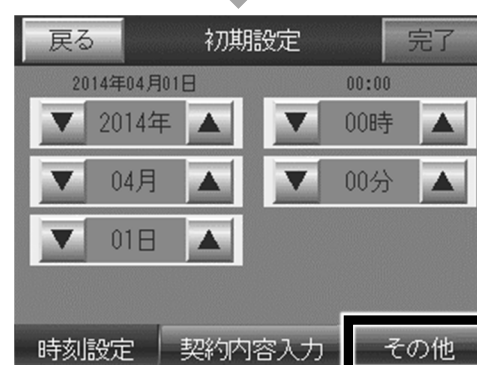 戻る 初期設定 完了
2014年04月01日 00:00
▼ 2014年 ▲ ▼ 00時 ▲
▼ 04月 ▲ ▼ 00分 ▲
▼ 01日 ▲
時刻設定 契約内容入力 その他